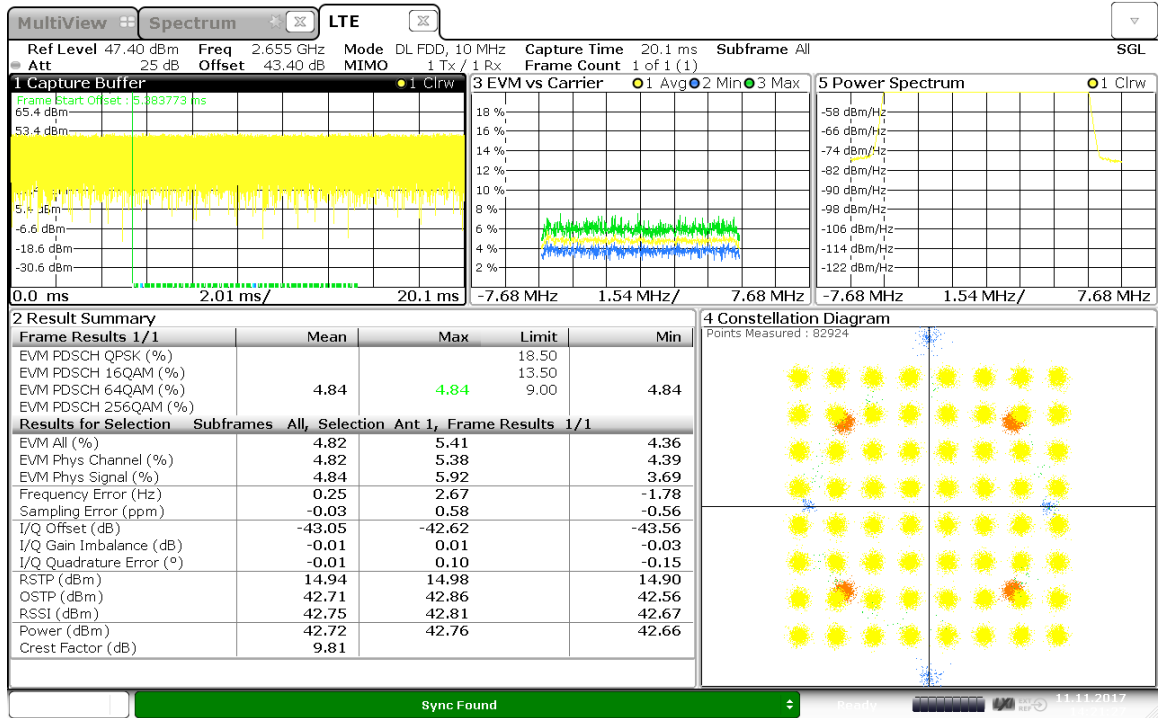 MultiView Spectrum LTE
Ref Level 47.40 dBm Freq 2.655 GHz Mode DL FDD, 10 MHz Capture Time 20.1 ms Subframe All SGL
Att 25 dB Offset 43.40 dB MIMO 1 Tx / 1 Rx Frame Count 1 of 1 (1)
1 Capture Buffer 1 Clrw
Frame Start Offset : 5.383773 ms
65.4 dBm
53.4 dBm
5.4 dBm
-6.6 dBm
-18.6 dBm
-30.6 dBm
0.0 ms 2.01 ms/ 20.1 ms
3 EVM vs Carrier 1 Avg 2 Min 3 Max
18 %
16 %
14 %
12 %
10 %
8 %
6 %
4 %
2 %
-7.68 MHz 1.54 MHz/ 7.68 MHz
5 Power Spectrum 1 Clrw
-58 dBm/Hz
-66 dBm/Hz
-74 dBm/Hz
-82 dBm/Hz
-90 dBm/Hz
-98 dBm/Hz
-106 dBm/Hz
-114 dBm/Hz
-122 dBm/Hz
-7.68 MHz 1.54 MHz/ 7.68 MHz
2 Result Summary
Frame Results 1/1 Mean Max Limit Min
EVM PDSCH QPSK (%) 18.50
EVM PDSCH 16QAM (%) 13.50
EVM PDSCH 64QAM (%) 4.84 4.84 9.00 4.84
EVM PDSCH 256QAM (%)
Results for Selection Subframes All, Selection Ant 1, Frame Results 1/1
EVM All (%) 4.82 5.41 4.36
EVM Phys Channel (%) 4.82 5.38 4.39
EVM Phys Signal (%) 4.84 5.92 3.69
Frequency Error (Hz) 0.25 2.67 -1.78
Sampling Error (ppm) -0.03 0.58 -0.56
I/Q Offset (dB) -43.05 -42.62 -43.56
I/Q Gain Imbalance (dB) -0.01 0.01 -0.03
I/Q Quadrature Error (º) -0.01 0.10 -0.15
RSTP (dBm) 14.94 14.98 14.90
OSTP (dBm) 42.71 42.86 42.56
RSSI (dBm) 42.75 42.81 42.67
Power (dBm) 42.72 42.76 42.66
Crest Factor (dB) 9.81
4 Constellation Diagram
Points Measured : 82924
Sync Found
Ready
11.11.2017